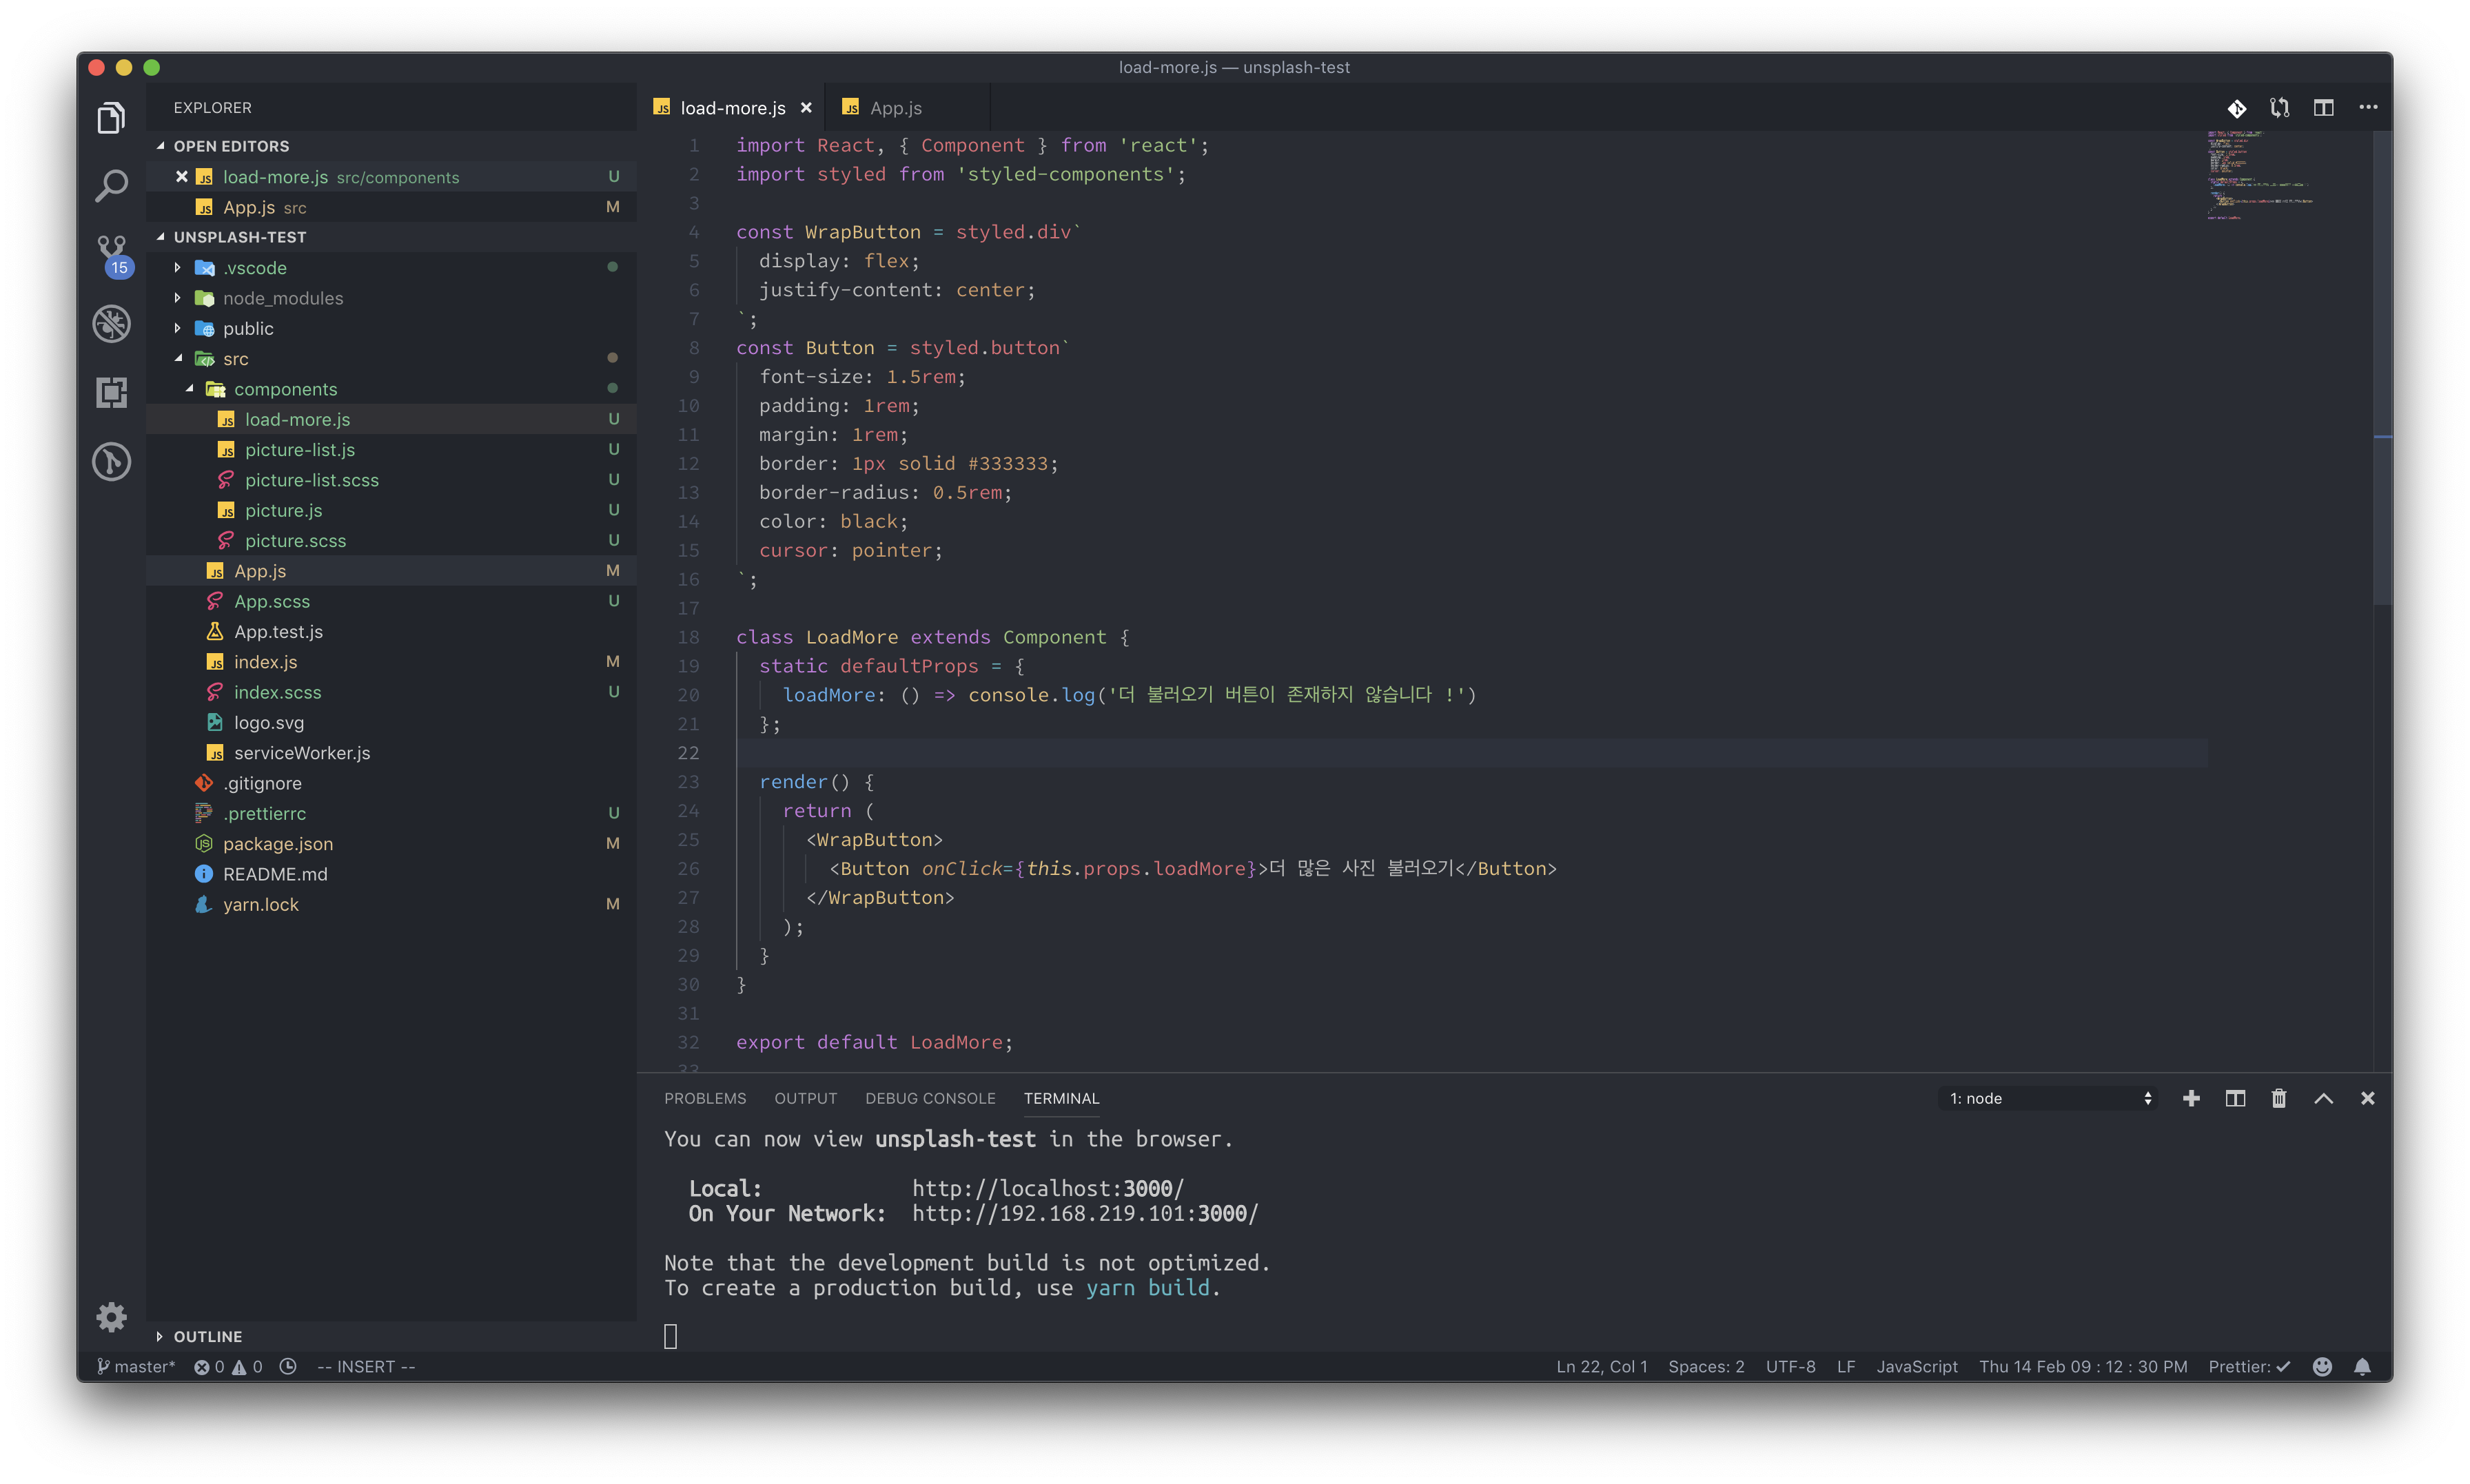 load-more.js — unsplash-test
EXPLORER
OPEN EDITORS
load-more.js src/components U
App.js src M
UNSPLASH-TEST
15
.vscode
node_modules
public
src
components
load-more.js U
picture-list.js U
picture-list.scss U
picture.js U
picture.scss U
App.js M
App.scss U
App.test.js
index.js M
index.scss U
logo.svg
serviceWorker.js
.gitignore
.prettierrc U
package.json M
README.md
yarn.lock M
OUTLINE
load-more.js
App.js
1 import React, { Component } from 'react';
2 import styled from 'styled-components';
3
4 const WrapButton = styled.div`
5 display: flex;
6 justify-content: center;
7 `;
8 const Button = styled.button`
9 font-size: 1.5rem;
10 padding: 1rem;
11 margin: 1rem;
12 border: 1px solid #333333;
13 border-radius: 0.5rem;
14 color: black;
15 cursor: pointer;
16 `;
17
18 class LoadMore extends Component {
19 static defaultProps = {
20 loadMore: () => console.log('더 불러오기 버튼이 존재하지 않습니다 !')
21 };
22
23 render() {
24 return (
25 <WrapButton>
26 <Button onClick={this.props.loadMore}>더 많은 사진 불러오기</Button>
27 </WrapButton>
28 );
29 }
30 }
31
32 export default LoadMore;
33
PROBLEMS OUTPUT DEBUG CONSOLE TERMINAL 1: node
You can now view unsplash-test in the browser.
Local: http://localhost:3000/
On Your Network: http://192.168.219.101:3000/
Note that the development build is not optimized.
To create a production build, use yarn build.
master* 0 0 -- INSERT -- Ln 22, Col 1 Spaces: 2 UTF-8 LF JavaScript Thu 14 Feb 09 : 12 : 30 PM Prettier: ✓